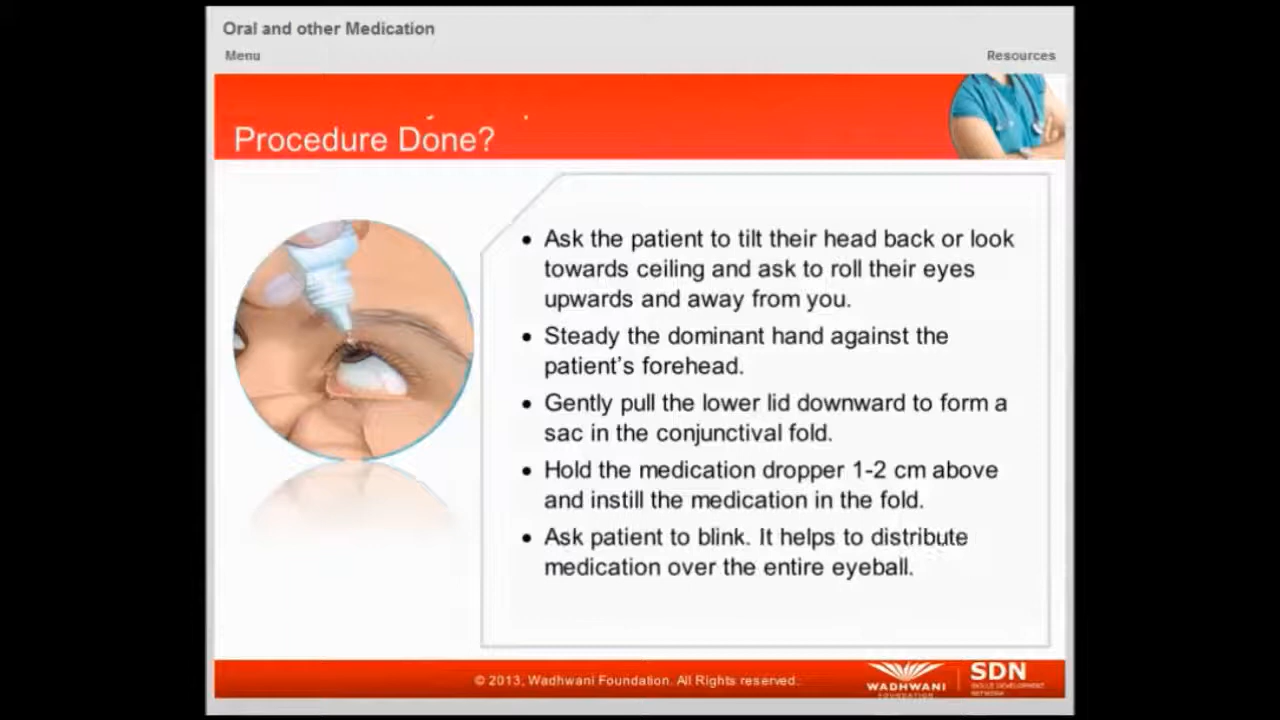 Oral and other Medication
Menu
Resources
Procedure Done?
• Ask the patient to tilt their head back or look
towards ceiling and ask to roll their eyes
upwards and away from you.
• Steady the dominant hand against the
patient’s forehead.
• Gently pull the lower lid downward to form a
sac in the conjunctival fold.
• Hold the medication dropper 1-2 cm above
and instill the medication in the fold.
• Ask patient to blink. It helps to distribute
medication over the entire eyeball.
© 2013, Wadhwani Foundation. All Rights reserved.
WADHWANI
FOUNDATION
SDN
SKILLS DEVELOPMENT
NETWORK